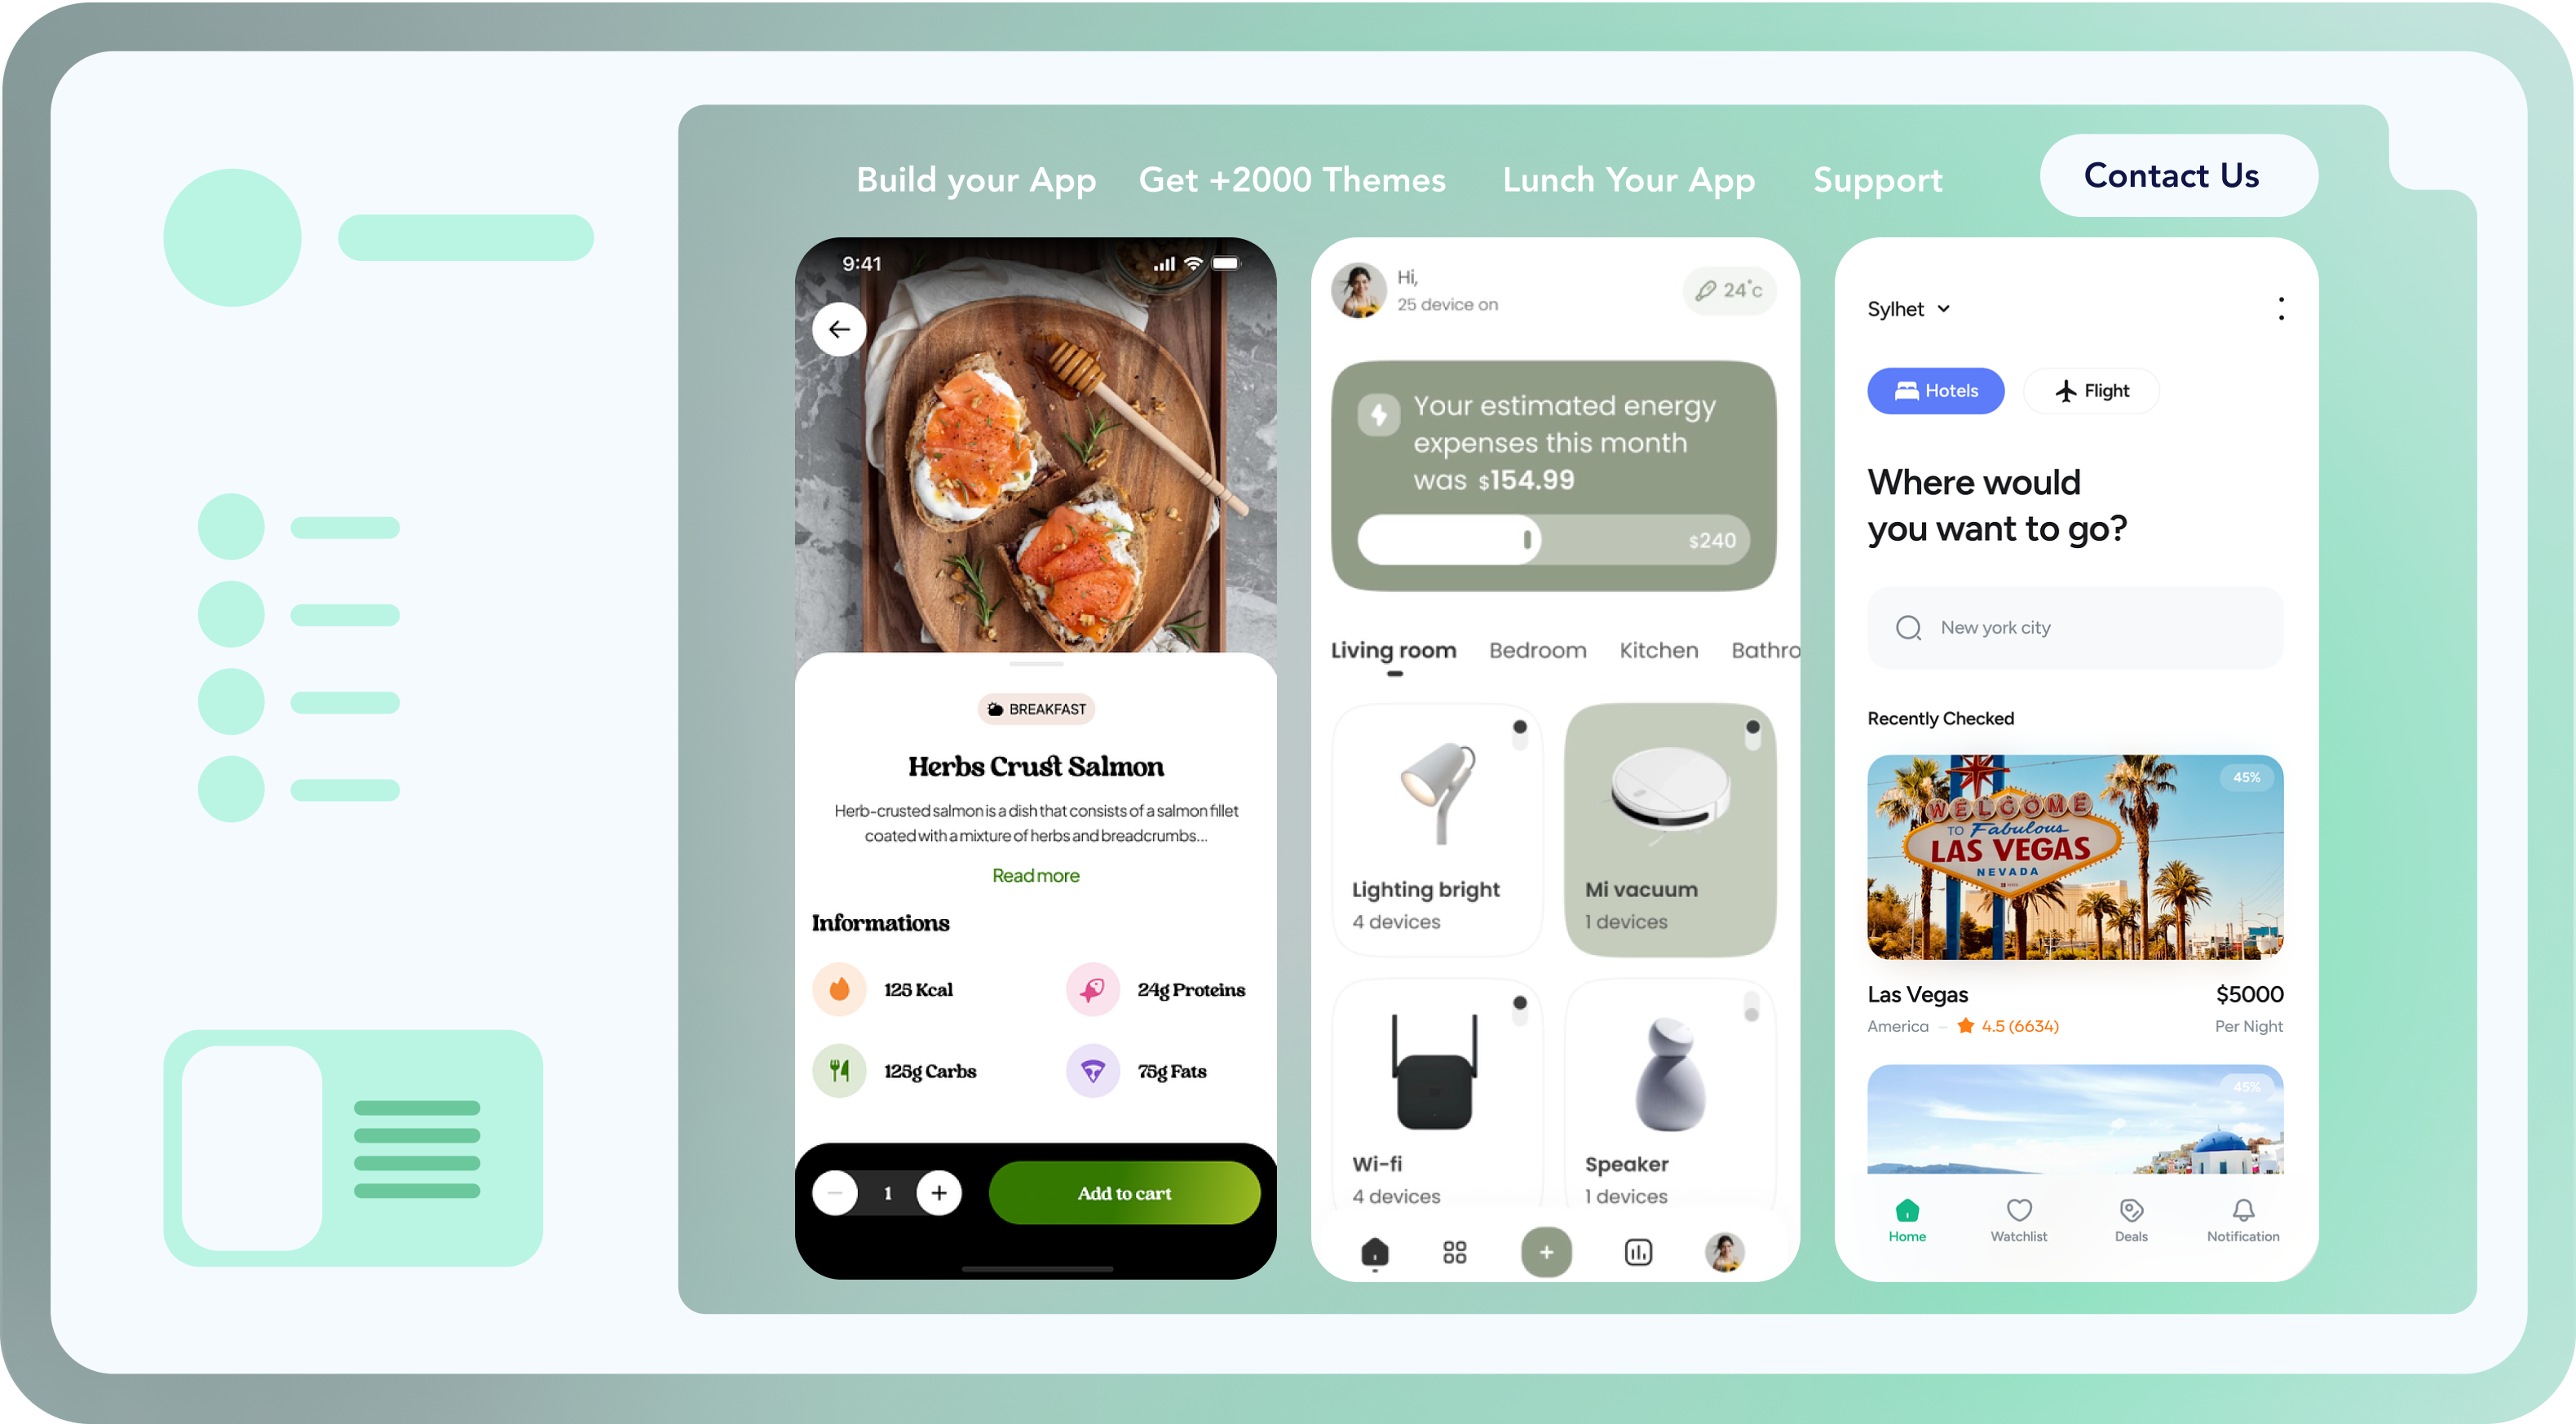 Build your App
Get +2000 Themes
Lunch Your App
Support
Contact Us
9:41
BREAKFAST
Herbs Crust Salmon
Herb-crusted salmon is a dish that consists of a salmon fillet
coated with a mixture of herbs and breadcrumbs...
Read more
Informations
125 Kcal
24g Proteins
125g Carbs
75g Fats
1
Add to cart
Hi,
25 device on
24°C
Your estimated energy
expenses this month
was $154.99
$240
Living room
Bedroom
Kitchen
Bathro
Lighting bright
4 devices
Mi vacuum
1 devices
Wi-fi
4 devices
Speaker
1 devices
Sylhet
Hotels
Flight
Where would
you want to go?
New york city
Recently Checked
45%
WELCOME
TO Fabulous
LAS VEGAS
NEVADA
Las Vegas
$5000
America – 4.5 (6634)
Per Night
45%
Home
Watchlist
Deals
Notification